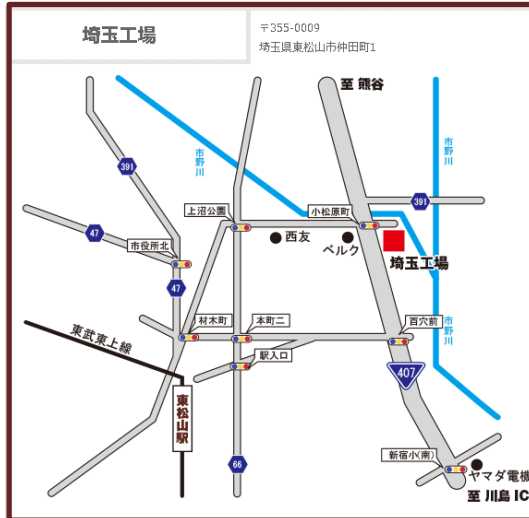 埼玉工場
〒355-0009
埼玉県東松山市仲田町1
至 熊谷
市野川
市野川
391
391
上沼公園
小松原町
47
西友
ベルク
市役所北
埼玉工場
47
材木町
本町二
百穴前
市野川
東武東上線
駅入口
407
東松山駅
新宿小(南)
66
ヤマダ電機
至 川島 IC